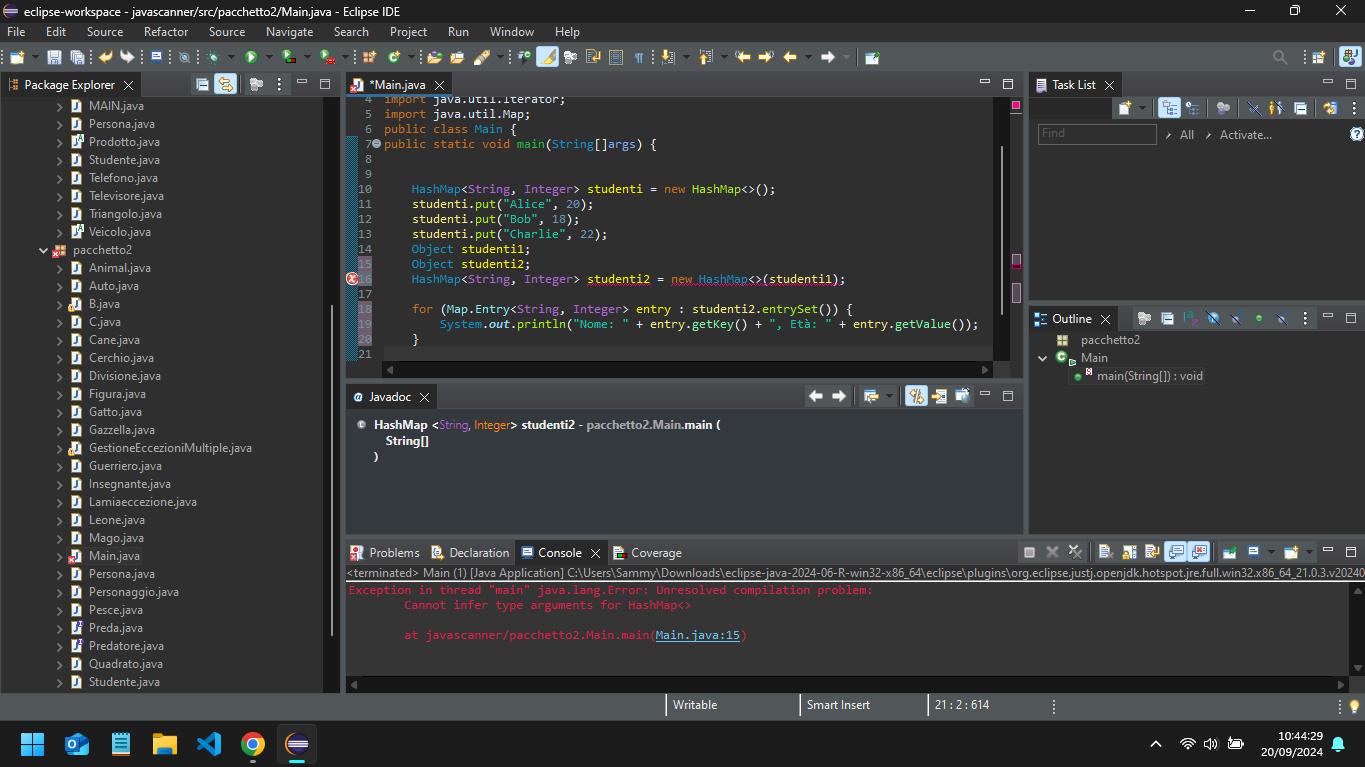 eclipse-workspace - javascanner/src/pacchetto2/Main.java - Eclipse IDE
File Edit Source Refactor Source Navigate Search Project Run Window Help
Package Explorer
MAIN.java
Persona.java
Prodotto.java
Studente.java
Telefono.java
Televisore.java
Triangolo.java
Veicolo.java
pacchetto2
Animal.java
Auto.java
B.java
C.java
Cane.java
Cerchio.java
Divisione.java
Figura.java
Gatto.java
Gazzella.java
GestioneEccezioniMultiple.java
Guerriero.java
Insegnante.java
Lamiaeccezione.java
Leone.java
Mago.java
Main.java
Persona.java
Personaggio.java
Pesce.java
Preda.java
Predatore.java
Quadrato.java
Studente.java
*Main.java
4 import java.util.Iterator;
5 import java.util.Map;
6 public class Main {
7 public static void main(String[]args) {
8
9
10 HashMap<String, Integer> studenti = new HashMap<>();
11 studenti.put("Alice", 20);
12 studenti.put("Bob", 18);
13 studenti.put("Charlie", 22);
14 Object studenti1;
15 Object studenti2;
16 HashMap<String, Integer> studenti2 = new HashMap<>(studenti1);
17
18 for (Map.Entry<String, Integer> entry : studenti2.entrySet()) {
19 System.out.println("Nome: " + entry.getKey() + ", Età: " + entry.getValue());
20 }
21
Javadoc
HashMap <String, Integer> studenti2 - pacchetto2.Main.main (
String[]
)
Problems Declaration Console Coverage
<terminated> Main (1) [Java Application] C:\Users\Sammy\Downloads\eclipse-java-2024-06-R-win32-x86_64\eclipse\plugins\org.eclipse.justj.openjdk.hotspot.jre.full.win32.x86_64_21.0.3.v20240
Exception in thread "main" java.lang.Error: Unresolved compilation problem:
Cannot infer type arguments for HashMap<>
at javascanner/pacchetto2.Main.main(Main.java:15)
Task List
Find
All
Activate...
Outline
pacchetto2
Main
main(String[]) : void
Writable
Smart Insert
21 : 2 : 614
10:44:29
20/09/2024